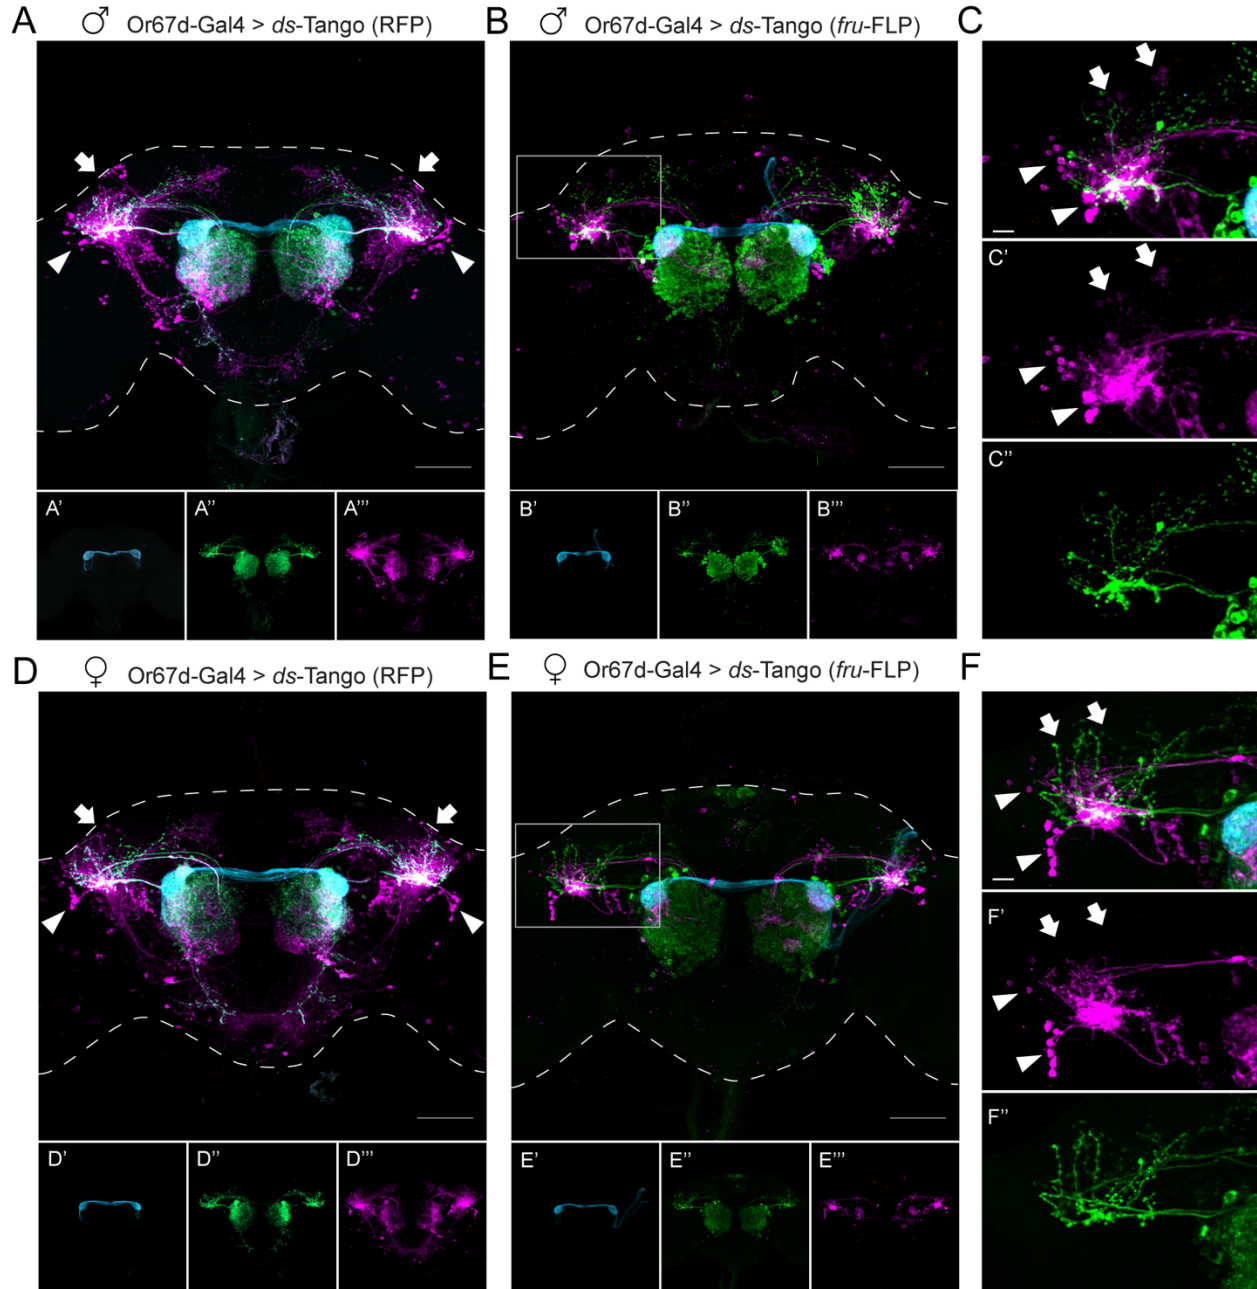 A ♂ Or67d-Gal4 > ds-Tango (RFP)
B ♂ Or67d-Gal4 > ds-Tango (fru-FLP)
C
C'
C''
A'
A''
A'''
B'
B''
B'''
D ♀ Or67d-Gal4 > ds-Tango (RFP)
E ♀ Or67d-Gal4 > ds-Tango (fru-FLP)
F
F'
F''
D'
D''
D'''
E'
E''
E'''